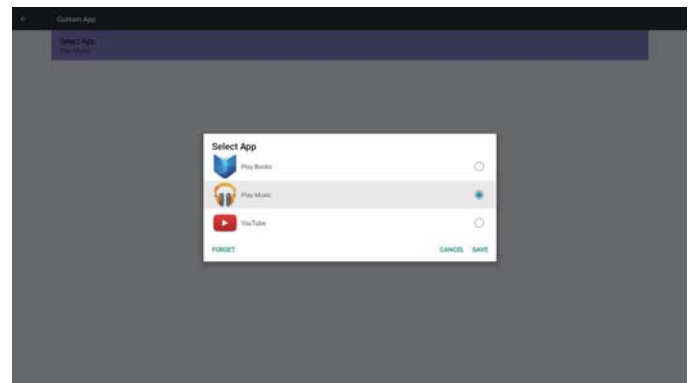 Custom App
Select App
Play Music
Select App
Play Books
Play Music
YouTube
FORGET
CANCEL SAVE